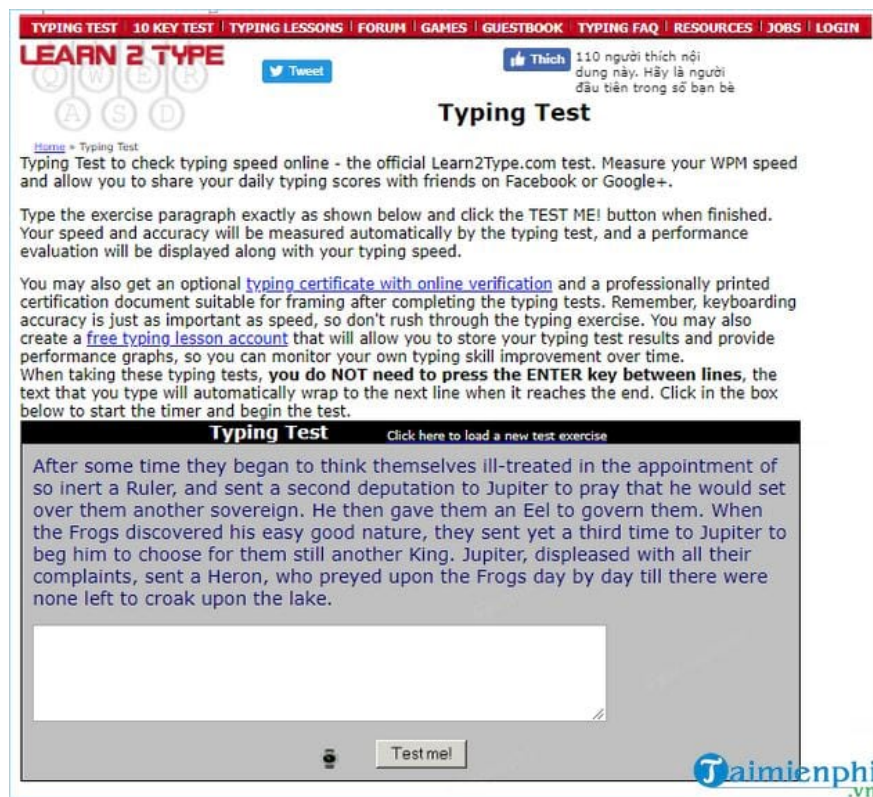 TYPING TEST 10 KEY TEST TYPING LESSONS FORUM GAMES GUESTBOOK TYPING FAQ RESOURCES JOBS LOGIN
LEARN 2 TYPE
Q W E R
A S D
Tweet
Thích
110 người thích nội
dung này. Hãy là người
đầu tiên trong số bạn bè
Typing Test
Home » Typing Test
Typing Test to check typing speed online - the official Learn2Type.com test. Measure your WPM speed
and allow you to share your daily typing scores with friends on Facebook or Google+.
Type the exercise paragraph exactly as shown below and click the TEST ME! button when finished.
Your speed and accuracy will be measured automatically by the typing test, and a performance
evaluation will be displayed along with your typing speed.
You may also get an optional typing certificate with online verification and a professionally printed
certification document suitable for framing after completing the typing tests. Remember, keyboarding
accuracy is just as important as speed, so don't rush through the typing exercise. You may also
create a free typing lesson account that will allow you to store your typing test results and provide
performance graphs, so you can monitor your own typing skill improvement over time.
When taking these typing tests, you do NOT need to press the ENTER key between lines, the
text that you type will automatically wrap to the next line when it reaches the end. Click in the box
below to start the timer and begin the test.
Typing Test Click here to load a new test exercise
After some time they began to think themselves ill-treated in the appointment of
so inert a Ruler, and sent a second deputation to Jupiter to pray that he would set
over them another sovereign. He then gave them an Eel to govern them. When
the Frogs discovered his easy good nature, they sent yet a third time to Jupiter to
beg him to choose for them still another King. Jupiter, displeased with all their
complaints, sent a Heron, who preyed upon the Frogs day by day till there were
none left to croak upon the lake.
Test me!
Taimienphi
.vn